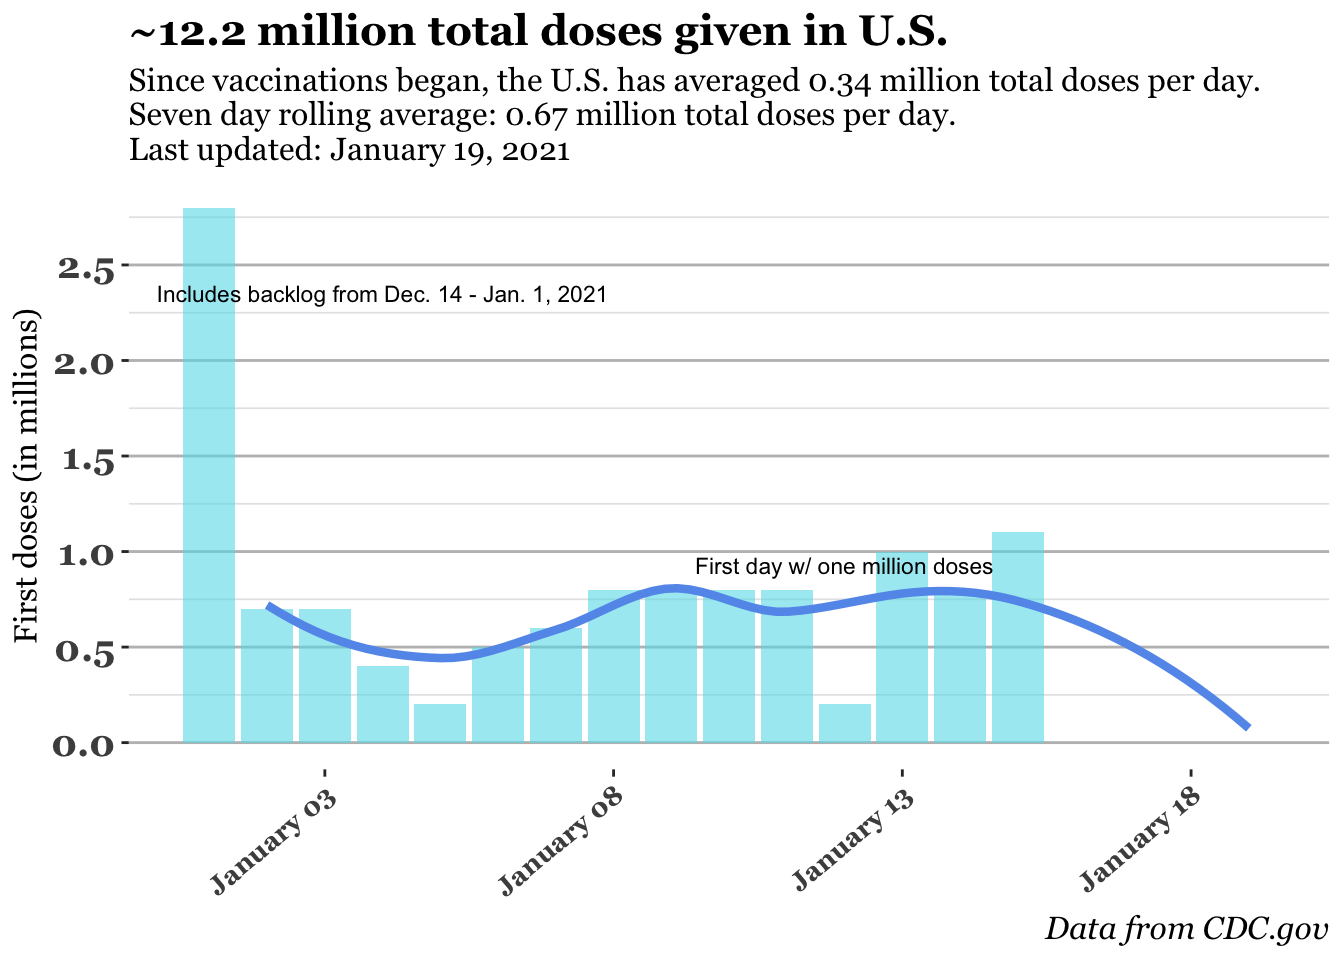 ~12.2 million total doses given in U.S.
Since vaccinations began, the U.S. has averaged 0.34 million total doses per day.
Seven day rolling average: 0.67 million total doses per day.
Last updated: January 19, 2021
First doses (in millions)
2.5
Includes backlog from Dec. 14 - Jan. 1, 2021
2.0
1.5
1.0
First day w/ one million doses
0.5
0.0
January 03
January 08
January 13
January 18
Data from CDC.gov